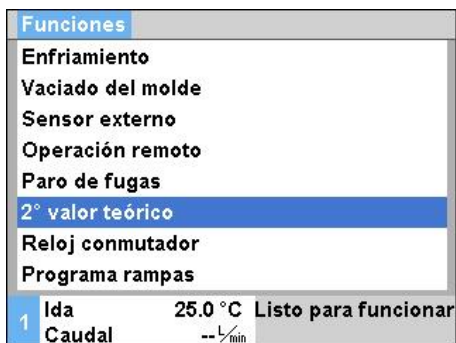 Funciones
Enfriamiento
Vaciado del molde
Sensor externo
Operación remoto
Paro de fugas
2° valor teórico
Reloj conmutador
Programa rampas
1 Ida 25.0 °C Listo para funcionar
Caudal -- L/min